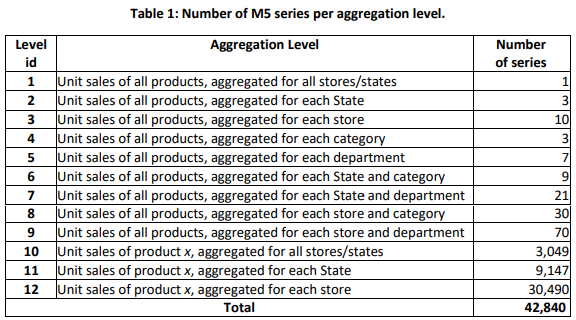 Table 1: Number of M5 series per aggregation level.
Level id Aggregation Level Number of series
1 Unit sales of all products, aggregated for all stores/states 1
2 Unit sales of all products, aggregated for each State 3
3 Unit sales of all products, aggregated for each store 10
4 Unit sales of all products, aggregated for each category 3
5 Unit sales of all products, aggregated for each department 7
6 Unit sales of all products, aggregated for each State and category 9
7 Unit sales of all products, aggregated for each State and department 21
8 Unit sales of all products, aggregated for each store and category 30
9 Unit sales of all products, aggregated for each store and department 70
10 Unit sales of product x, aggregated for all stores/states 3,049
11 Unit sales of product x, aggregated for each State 9,147
12 Unit sales of product x, aggregated for each store 30,490
Total 42,840